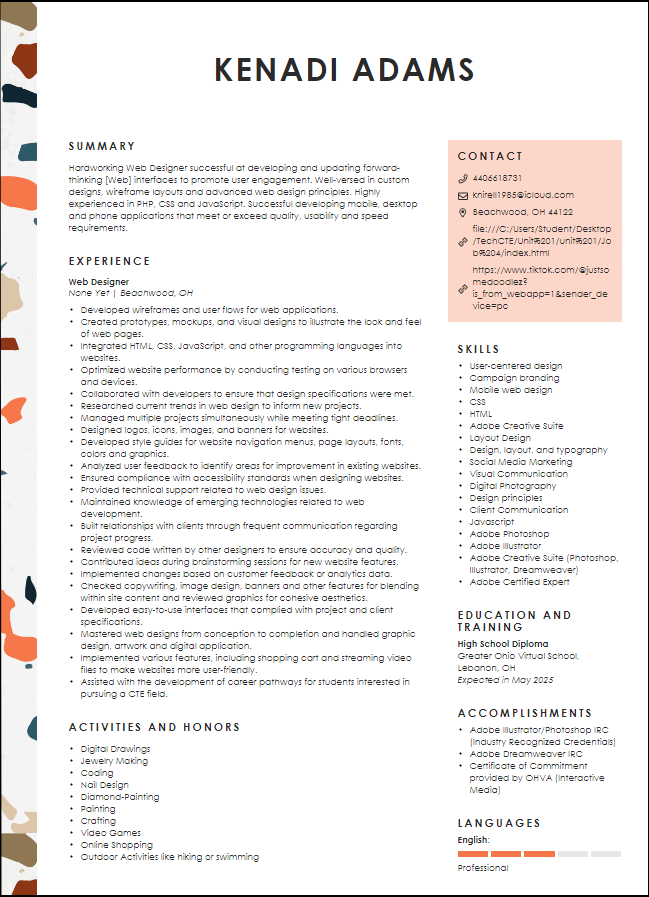 KENADI ADAMS
SUMMARY
Hardworking Web Designer successful at developing and updating forward-
thinking [Web] interfaces to promote user engagement. Well-versed in custom
designs, wireframe layouts and advanced web design principles. Highly
experienced in PHP, CSS and JavaScript. Successful developing mobile, desktop
and phone applications that meet or exceed quality, usability and speed
requirements.
EXPERIENCE
Web Designer
None Yet | Beachwood, OH
• Developed wireframes and user flows for web applications.
• Created prototypes, mockups, and visual designs to illustrate the look and feel
of web pages.
• Integrated HTML, CSS, JavaScript, and other programming languages into
websites.
• Optimized website performance by conducting testing on various browsers
and devices.
• Collaborated with developers to ensure that design specifications were met.
• Researched current trends in web design to inform new projects.
• Managed multiple projects simultaneously while meeting tight deadlines.
• Designed logos, icons, images, and banners for websites.
• Developed style guides for website navigation menus, page layouts, fonts,
colors and graphics.
• Analyzed user feedback to identify areas for improvement in existing websites.
• Ensured compliance with accessibility standards when designing websites.
• Provided technical support related to web design issues.
• Maintained knowledge of emerging technologies related to web
development.
• Built relationships with clients through frequent communication regarding
project progress.
• Reviewed code written by other designers to ensure accuracy and quality.
• Contributed ideas during brainstorming sessions for new website features.
• Implemented changes based on customer feedback or analytics data.
• Checked copywriting, image design, banners and other features for blending
within site content and reviewed graphics for cohesive aesthetics.
• Developed easy-to-use interfaces that complied with project and client
specifications.
• Mastered web designs from conception to completion and handled graphic
design, artwork and digital application.
• Implemented various features, including shopping cart and streaming video
files to make websites more user-friendly.
• Assisted with the development of career pathways for students interested in
pursuing a CTE field.
ACTIVITIES AND HONORS
• Digital Drawings
• Jewelry Making
• Coding
• Nail Design
• Diamond-Painting
• Painting
• Crafting
• Video Games
• Online Shopping
• Outdoor Activities like hiking or swimming
CONTACT
4406618731
knirell1985@icloud.com
Beachwood, OH 44122
file:///C:/Users/Student/Desktop
/TechCTE/Unit%201/unit%201/Jo
b%204/index.html
https://www.tiktok.com/@justso
medoodlez?
is_from_webapp=1&sender_de
vice=pc
SKILLS
• User-centered design
• Campaign branding
• Mobile web design
• CSS
• HTML
• Adobe Creative Suite
• Layout Design
• Design, layout, and typography
• Social Media Marketing
• Visual Communication
• Digital Photography
• Design principles
• Client Communication
• Javascript
• Adobe Photoshop
• Adobe Illustrator
• Adobe Creative Suite (Photoshop,
Illustrator, Dreamweaver)
• Adobe Certified Expert
EDUCATION AND
TRAINING
High School Diploma
Greater Ohio Virtual School,
Lebanon, OH
Expected in May 2025
ACCOMPLISHMENTS
• Adobe Illustrator/Photoshop IRC
(Industry Recognized Credentials)
• Adobe Dreamweaver IRC
• Certificate of Commitment
provided by OHVA (Interactive
Media)
LANGUAGES
English:
Professional